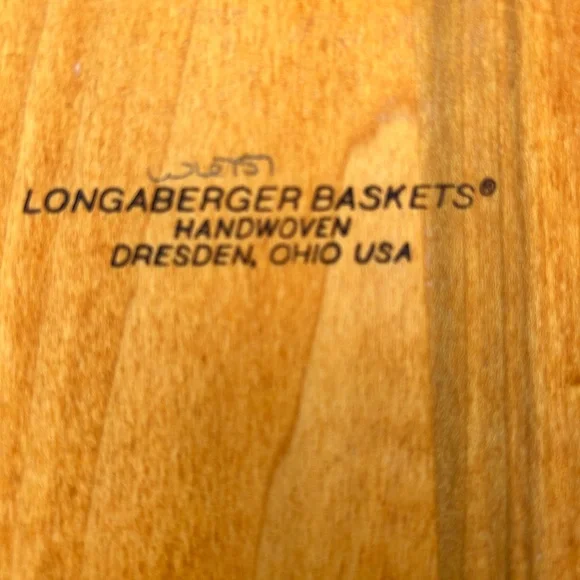 LONGABERGER BASKETS®
HANDWOVEN
DRESDEN, OHIO USA